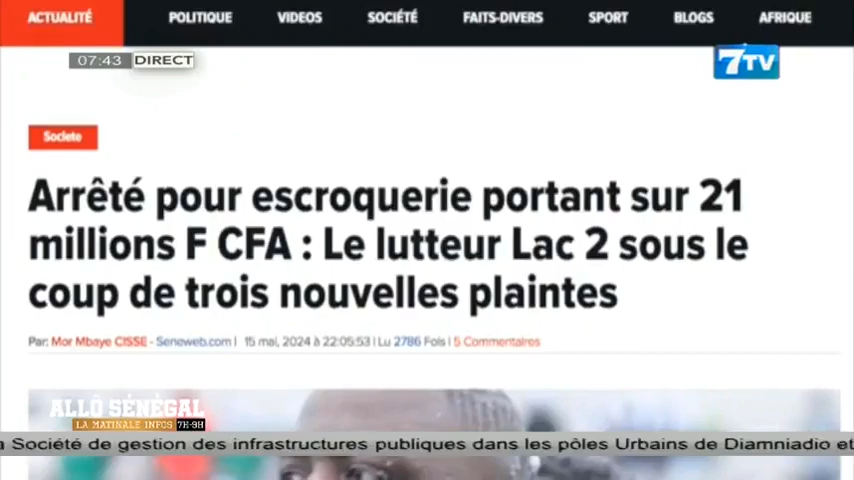 ACTUALITÉ POLITIQUE VIDEOS SOCIÉTÉ FAITS-DIVERS SPORT BLOGS AFRIQUE
07:43 DIRECT
7TV
Societe
Arrêté pour escroquerie portant sur 21
millions F CFA : Le lutteur Lac 2 sous le
coup de trois nouvelles plaintes
Par: Mor Mbaye CISSE - Seneweb.com | 15 mai, 2024 à 22:05:53 | Lu 2786 Fois | 5 Commentaires
ALLÔ SÉNÉGAL
LA MATINALE INFOS 7H-9H
a Société de gestion des infrastructures publiques dans les pôles Urbains de Diamniadio et